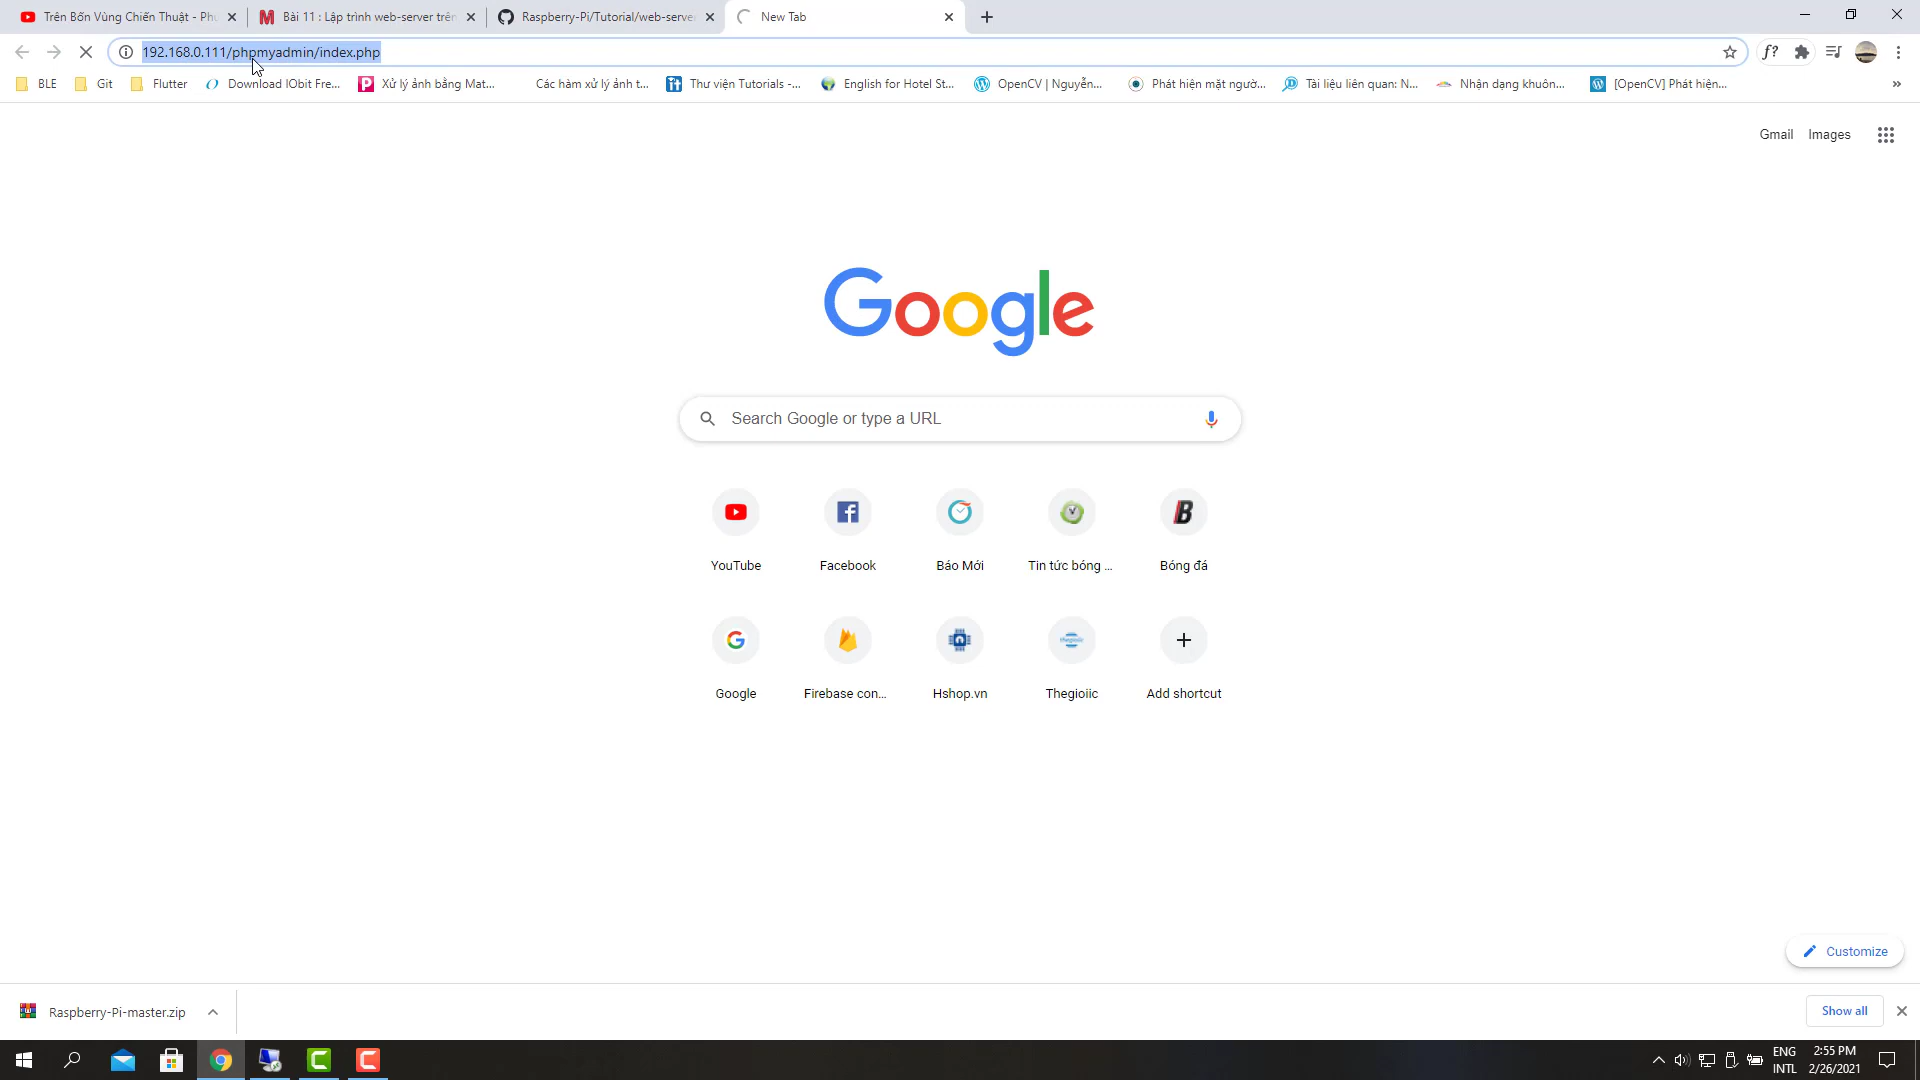 Trên Bốn Vùng Chiến Thuật - Phu
Bài 11 : Lập trình web-server trên
Raspberry-Pi/Tutorial/web-server
New Tab
192.168.0.111/phpmyadmin/index.php
f?
BLE
Git
Flutter
Download IObit Fre...
Xử lý ảnh bằng Mat...
Các hàm xử lý ảnh t...
Thư viện Tutorials -...
English for Hotel St...
OpenCV | Nguyễn...
Phát hiện mặt ngườ...
Tài liệu liên quan: N...
Nhận dạng khuôn...
[OpenCV] Phát hiện...
»
Gmail
Images
Google
Search Google or type a URL
YouTube
Facebook
Báo Mới
Tin tức bóng ...
Bóng đá
Google
Firebase con...
Hshop.vn
Thegioiic
Add shortcut
Customize
Raspberry-Pi-master.zip
Show all
ENG
INTL
2:55 PM
2/26/2021